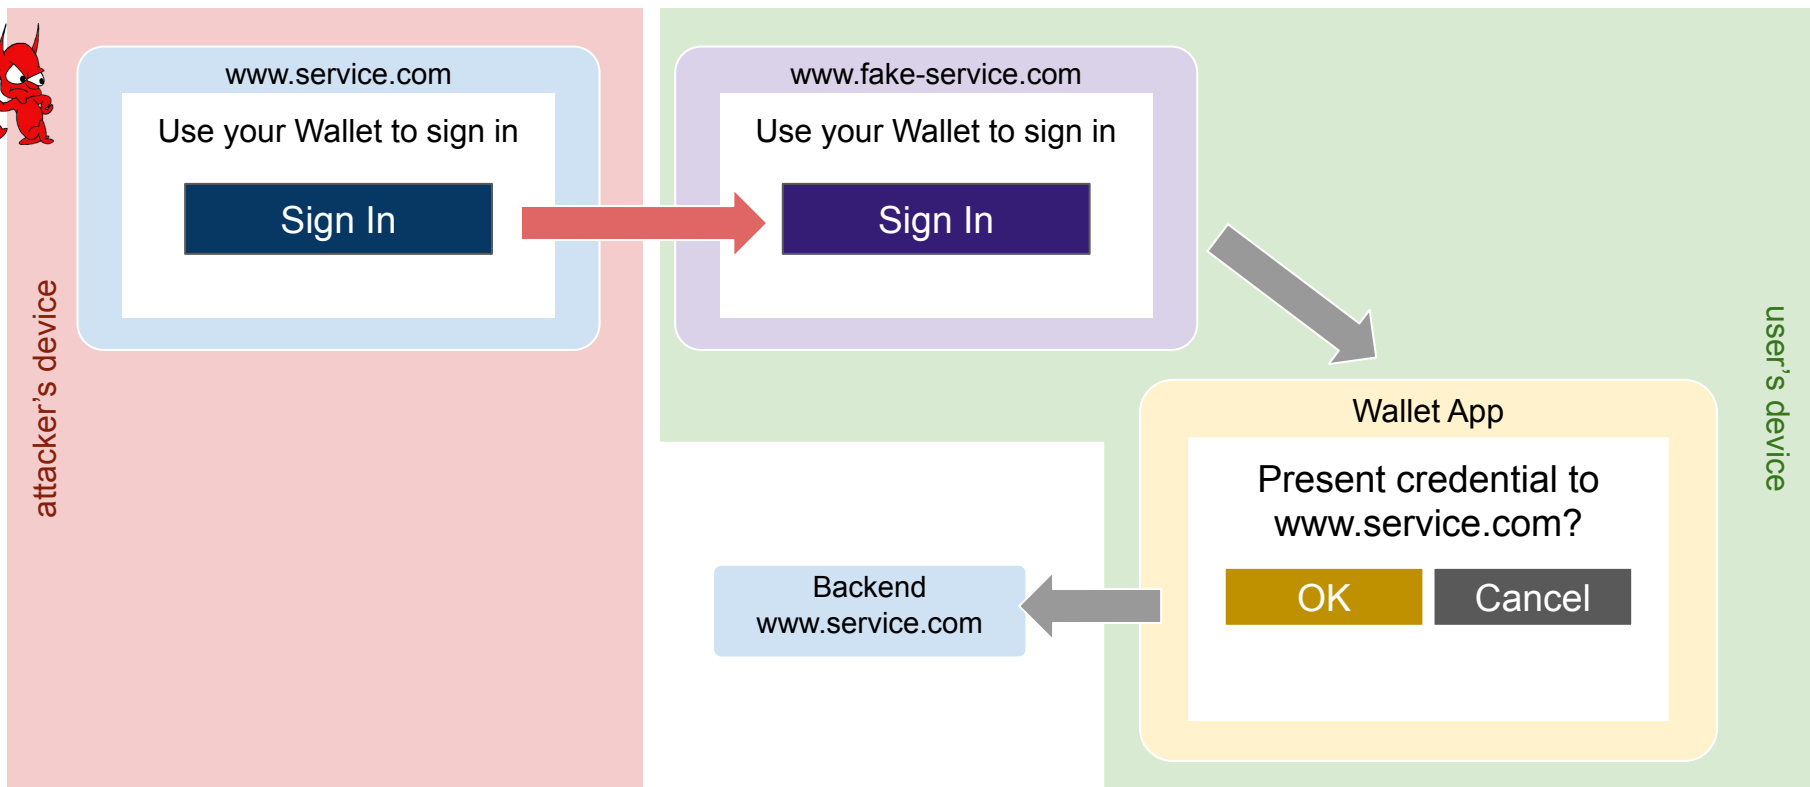 www.service.com
Use your Wallet to sign in
Sign In
attacker's device
www.fake-service.com
Use your Wallet to sign in
Sign In
user's device
Wallet App
Present credential to
www.service.com?
OK
Cancel
Backend
www.service.com